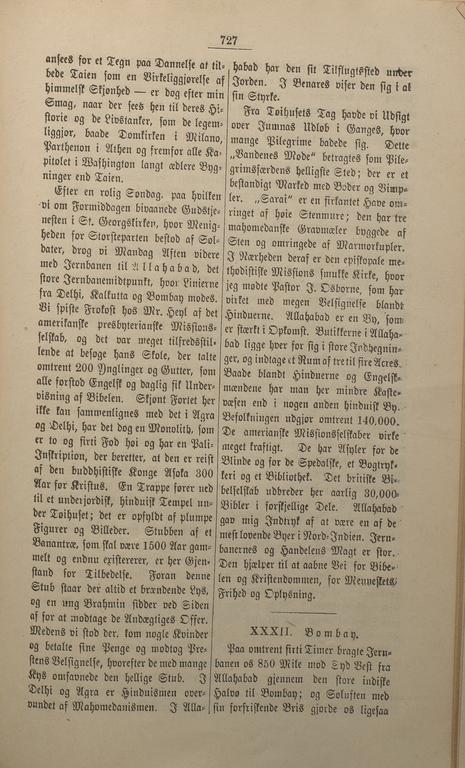 727
ansees for et Tegn paa Dannelse at til-
bede Taien som en Virkeliggjørelse af
himmelsk Skjønhed — er dog efter min
Smag, naar der sees hen til deres Hi-
storie og de Livstanker, som de legem-
liggjør, baade Domkirken i Milano,
Parthenon i Athen og fremfor alle Ka-
pitolet i Washington langt ædlere Byg-
ninger end Taien.
Efter en rolig Søndag, paa hvilken
vi om Formiddagen bivaanede Gudstje-
nesten i St. Georgskirken, hvor Menig-
heden for Størsteparten bestod af Sol-
dater, drog vi Mandag Aften videre
med Jernbanen til Allahabad, det
store Jernbanemidtpunkt, hvor Linierne
fra Delhi, Kalkutta og Bombay mødes.
Vi spiste Frokost hos Mr. Heyl af det
amerikanske presbyterianske Missions-
selskab, og det var meget tilfredsstil-
lende at besøge hans Skole, der talte
omtrent 200 Ynglinger og Gutter, som
alle forstod Engelsk og daglig fik Under-
visning af Bibelen. Skjønt Fortet her
ikke kan sammenlignes med det i Agra
og Delhi, har det dog en Monolith, som
er to og firti Fod høi og har en Pali-
Inskription, der beretter, at den er reist
af den buddhistiske Konge Asoka 300
Aar før Kristus. En Trappe fører ned
til et underjordisk, hinduisk Tempel un-
der Tøihuset; det er opfyldt af plumpe
Figurer og Billeder. Stubben af et
Banantræ, som skal være 1500 Aar gam-
melt og endnu existererer, er her Gjen-
stand for Tilbedelse. Foran denne
Stub staar der altid et brændende Lys,
og en ung Brahmin sidder ved Siden
af for at modtage de Andægtiges Offer.
Medens vi stod der, kom nogle Kvinder
og betalte sine Penge og modtog Pre-
stens Velsignelse, hvorefter de med mange
Kys omfavnede den hellige Stub. I
Delhi og Agra er Hinduismen over-
vundet af Mahomedanismen. I Alla-
habad har den sit Tilflugtssted under
Jorden. I Benares viser den sig i al
sin Styrke.
Fra Tøihusets Tag havde vi Udsigt
over Jumnas Udløb i Ganges, hvor
mange Pilegrime badede sig. Dette
„Vandenes Møde" betragtes som Pile-
grimsfærdens helligste Sted; der er et
bestandigt Marked med Boder og Vimp-
ler. „Sarai" er en firkantet Have om-
ringet af høie Stenmure; den har tre
mahomedanske Gravmæler byggede af
Sten og omringede af Marmorkupler.
I Nærheden deraf er den episkopale me-
thodistiske Missions smukke Kirke, hvor
jeg mødte Pastor J. Osborne, som har
virket med megen Velsignelse blandt
Hinduerne. Allahabad er en By, som
er stærkt i Opkomst. Butikkerne i Allaha-
bad ligge hver for sig i store Indhegnin-
ger, og indtage et Rum af tre til fire Acres.
Baade blandt Hinduerne og Engelsk-
mændene har man her mindre Kaste-
væsen end i nogen anden hinduisk By.
Befolkningen udgjør omtrent 140,000.
De amerianske Missionsselskaber virke
meget kraftigt. De har Asyler for de
Blinde og for de Spedalske, et Bogtryk-
keri og et Bibliothek. Det britiske Bi-
belselskab udbreder her aarlig 30,000
Bibler i forskjellige Dele. Allahabad
gav mig Indtryk af at være en af de
mest lovende Byer i Nord-Indien. Jern-
banernes og Handelens Magt er stor.
Den hjælper til at aabne Vei for Bibe-
len og Kristendommen, for Menneskets
Frihed og Oplysning.
XXXII. Bombay.
Paa omtrent firti Timer bragte Jern-
banen os 850 Mile mod Syd Vest fra
Allahabad gjennem den store indiske
Halvø til Bombay; og Søluften med
sin forfriskende Bris gjorde os ligesaa